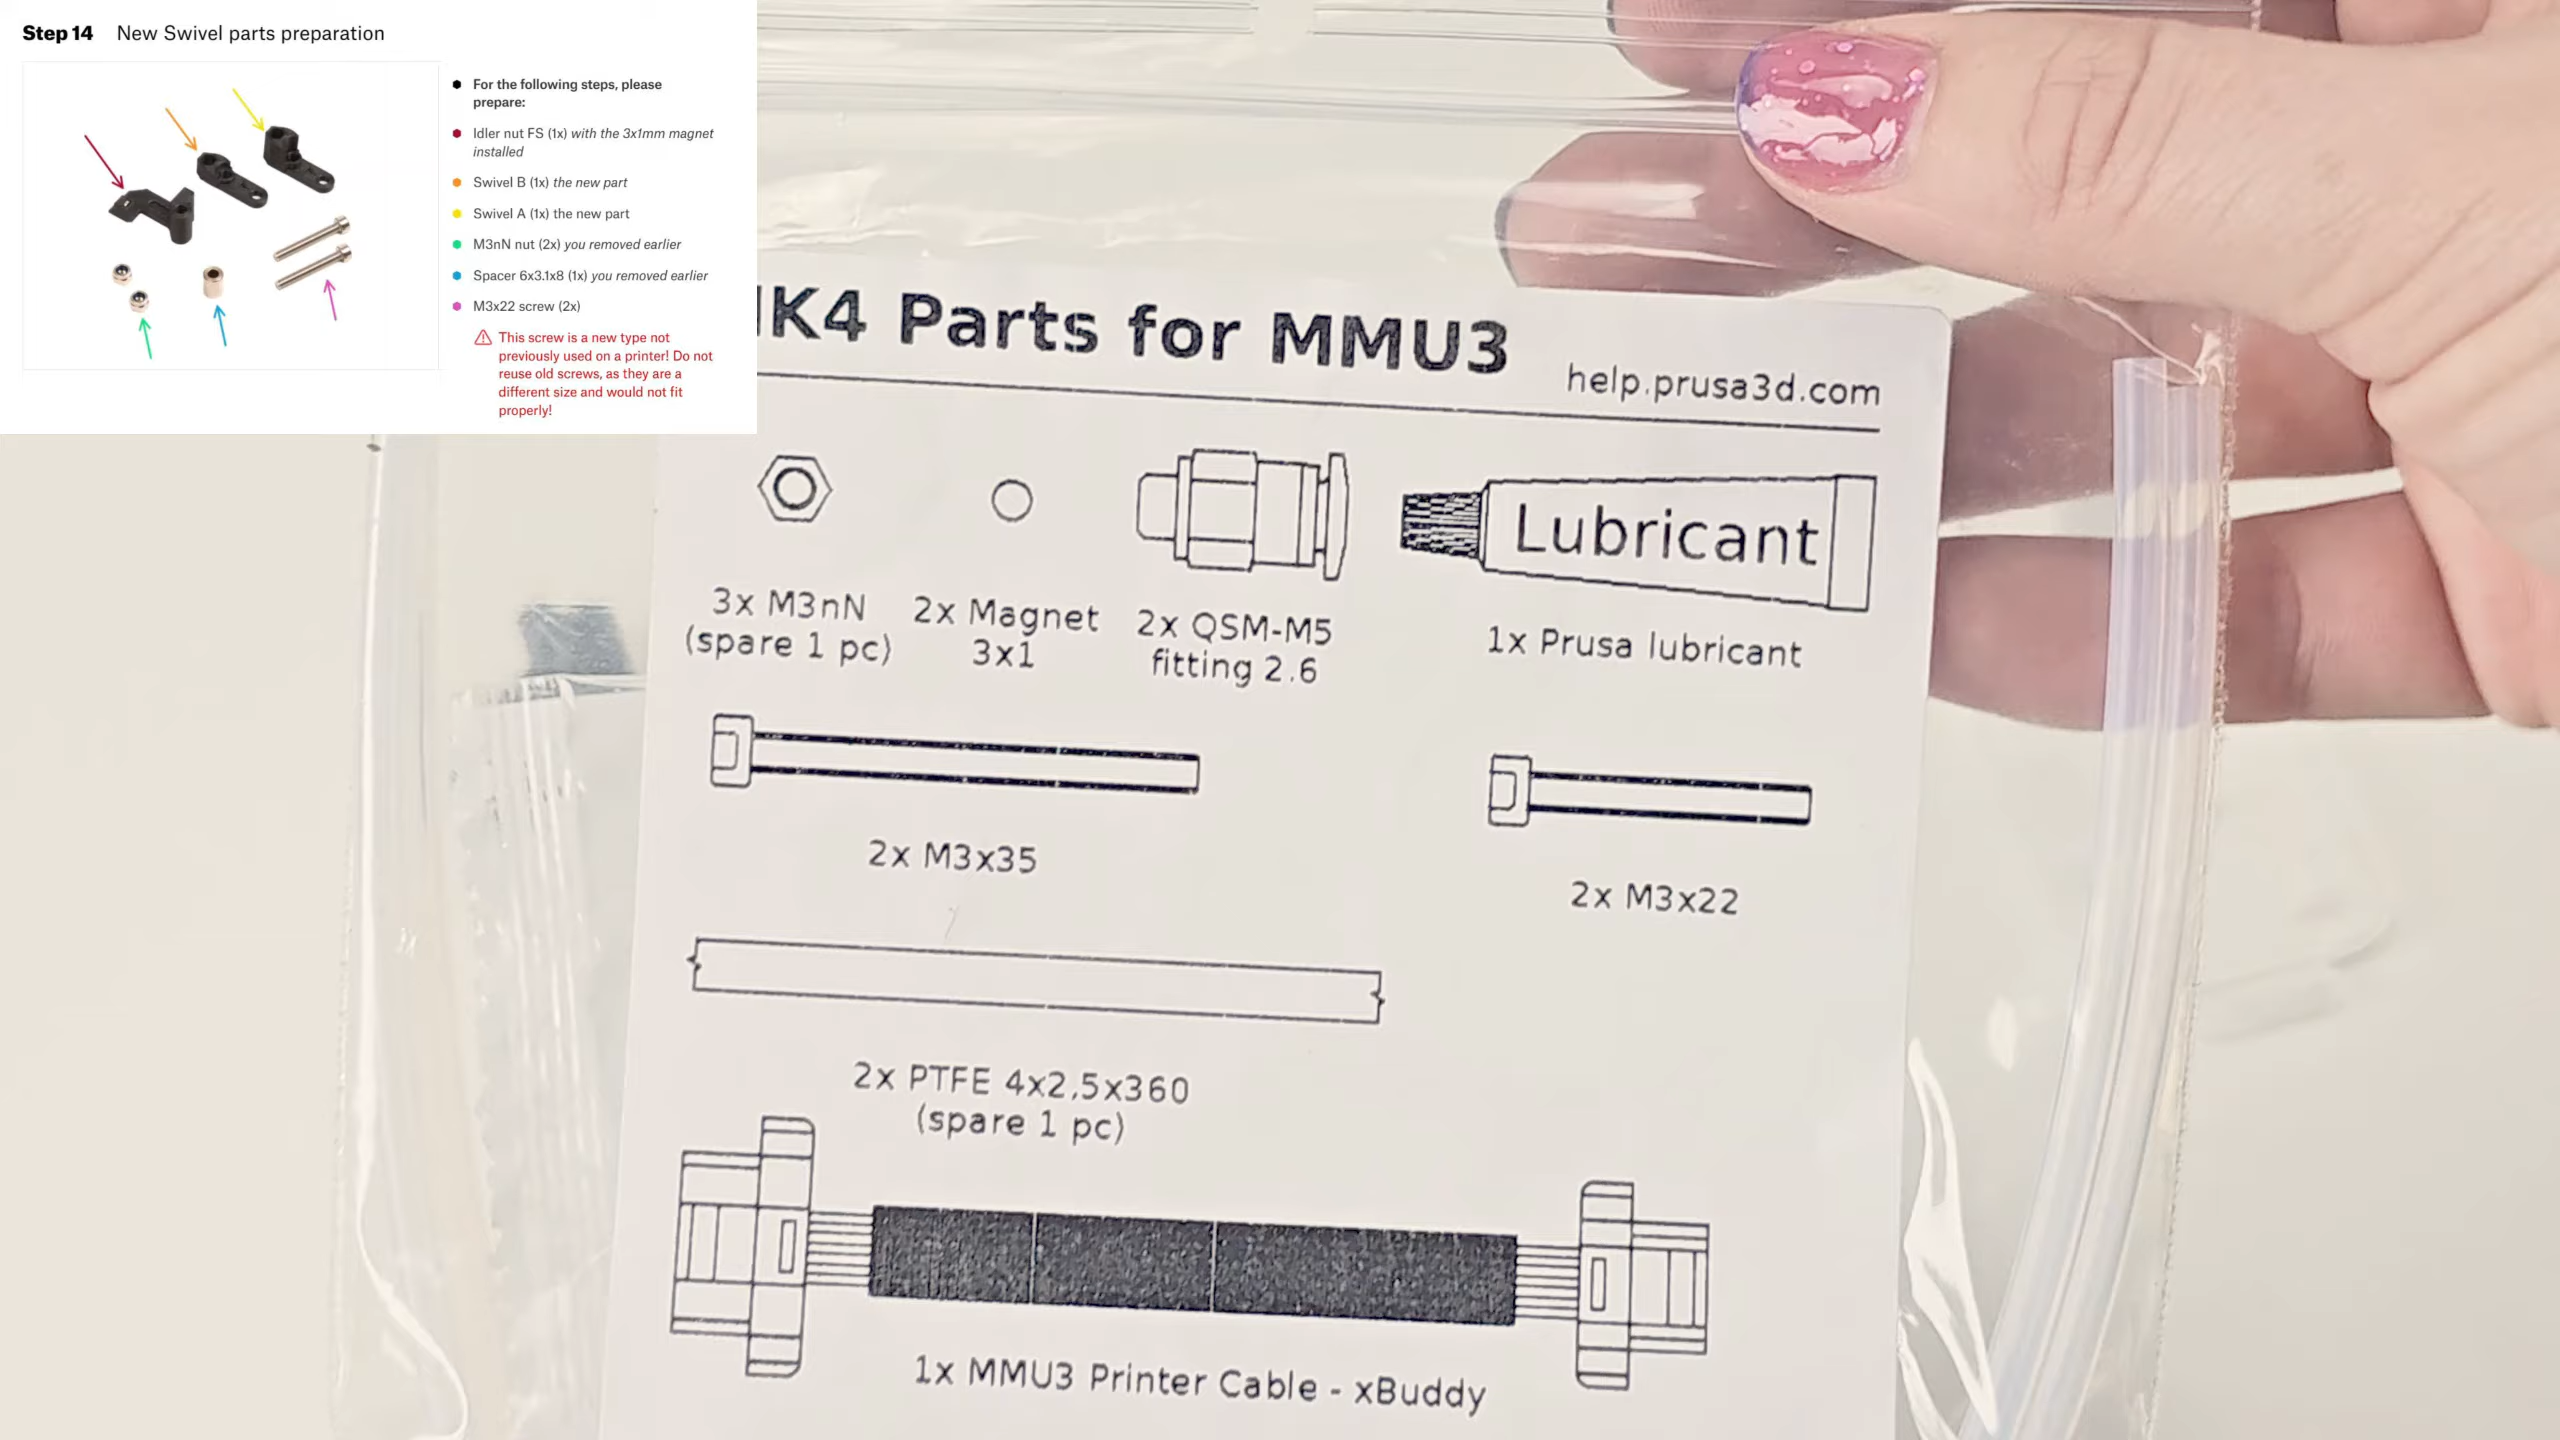 Step 14 New Swivel parts preparation
For the following steps, please
prepare:
Idler nut FS (1x) with the 3x1mm magnet
installed
Swivel B (1x) the new part
Swivel A (1x) the new part
M3nN nut (2x) you removed earlier
Spacer 6x3.1x8 (1x) you removed earlier
M3x22 screw (2x)
This screw is a new type not
previously used on a printer! Do not
reuse old screws, as they are a
different size and would not fit
properly!
K4 Parts for MMU3
help.prusa3d.com
Lubricant
3x M3nN
(spare 1 pc)
2x Magnet
3x1
2x QSM-M5
fitting 2.6
1x Prusa lubricant
2x M3x35
2x M3x22
2x PTFE 4x2,5x360
(spare 1 pc)
1x MMU3 Printer Cable - xBuddy